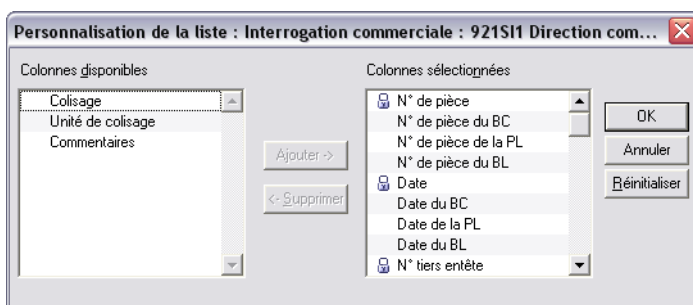 Personnalisation de la liste : Interrogation commerciale : 921SI1 Direction com...
Colonnes disponibles
Colisage
Unité de colisage
Commentaires
Ajouter ->
<- Supprimer
Colonnes sélectionnées
N° de pièce
N° de pièce du BC
N° de pièce de la PL
N° de pièce du BL
Date
Date du BC
Date de la PL
Date du BL
N° tiers entête
OK
Annuler
Réinitialiser